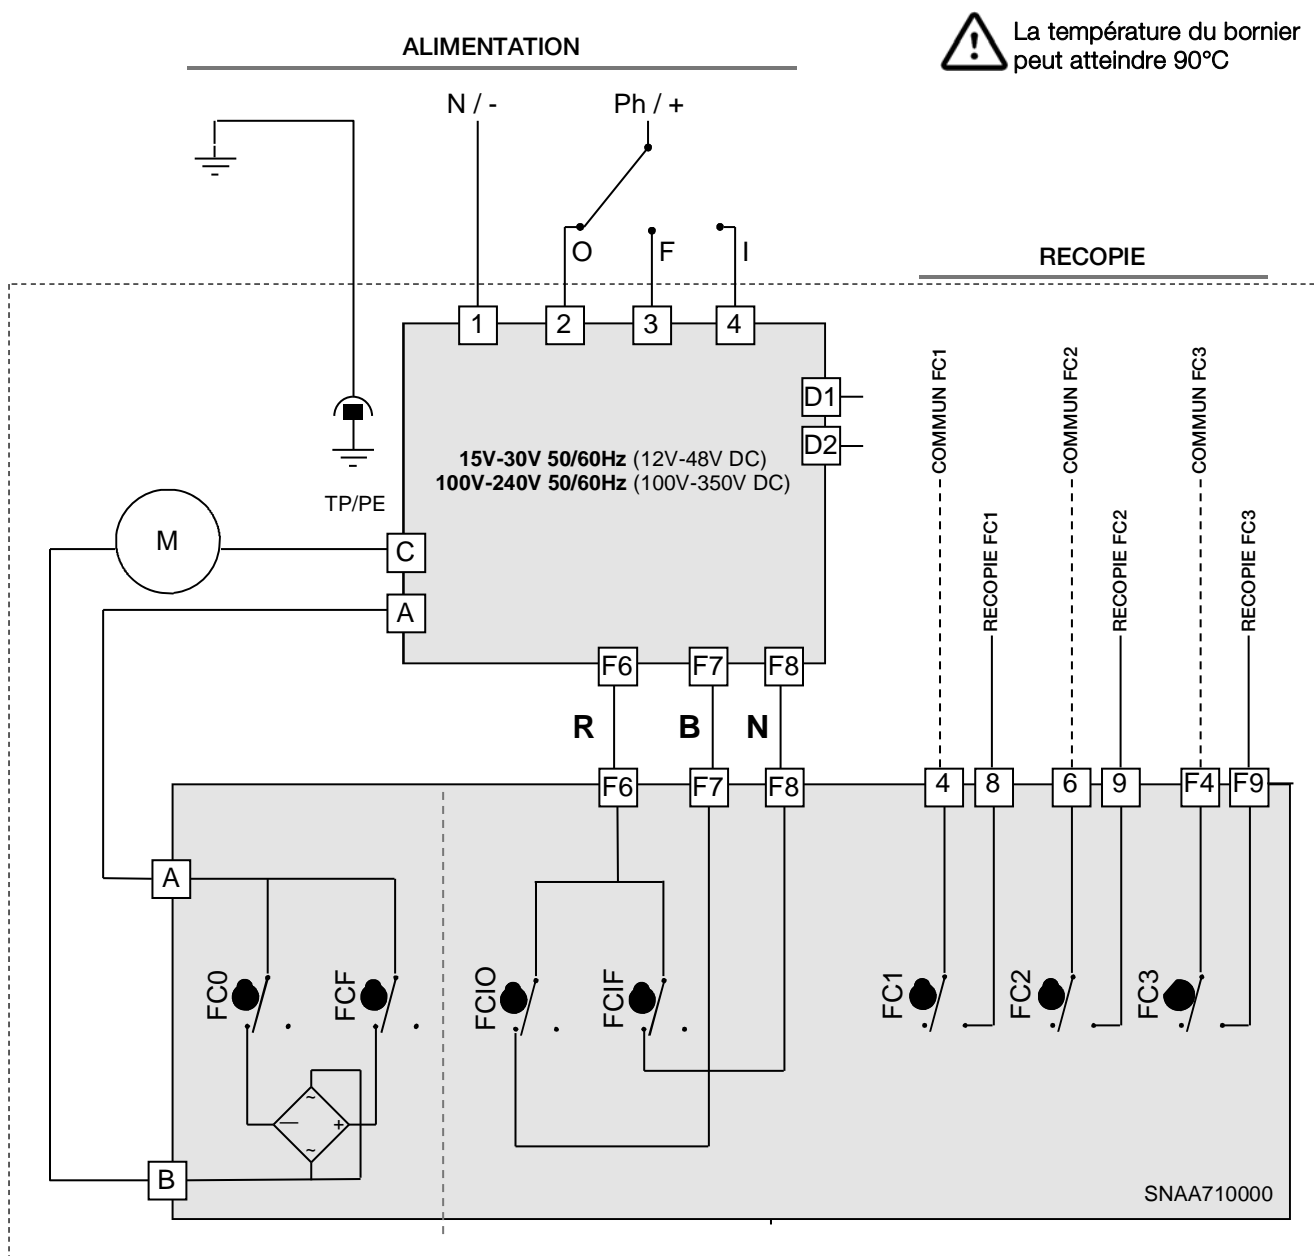 La température du bornier
peut atteindre 90°C
ALIMENTATION
N / -
Ph / +
O
F
I
RECOPIE
1
2
3
4
D1
D2
15V-30V 50/60Hz (12V-48V DC)
100V-240V 50/60Hz (100V-350V DC)
TP/PE
M
C
A
COMMUN FC1
RECOPIE FC1
COMMUN FC2
RECOPIE FC2
COMMUN FC3
RECOPIE FC3
F6
F7
F8
R
B
N
F6
F7
F8
4
8
6
9
F4
F9
A
FC0
FCF
FCIO
FCIF
FC1
FC2
FC3
~
—
+
~
B
SNAA710000